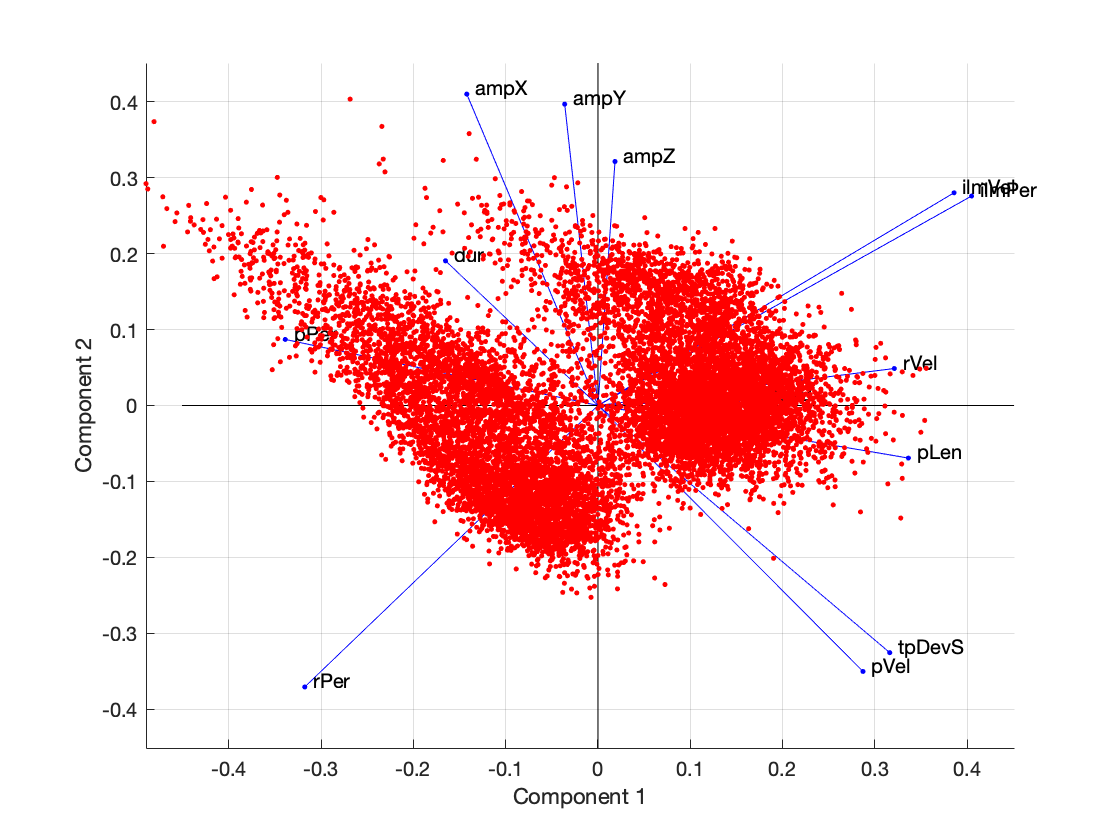 ampX
ampY
0.4
ampZ
0.3
ilmVel
ilmPer
0.2
dur
0.1
pPer
rVel
0
pLen
-0.1
-0.2
-0.3
tpDevS
pVel
rPer
-0.4
-0.4 -0.3 -0.2 -0.1 0 0.1 0.2 0.3 0.4
Component 1
Component 2